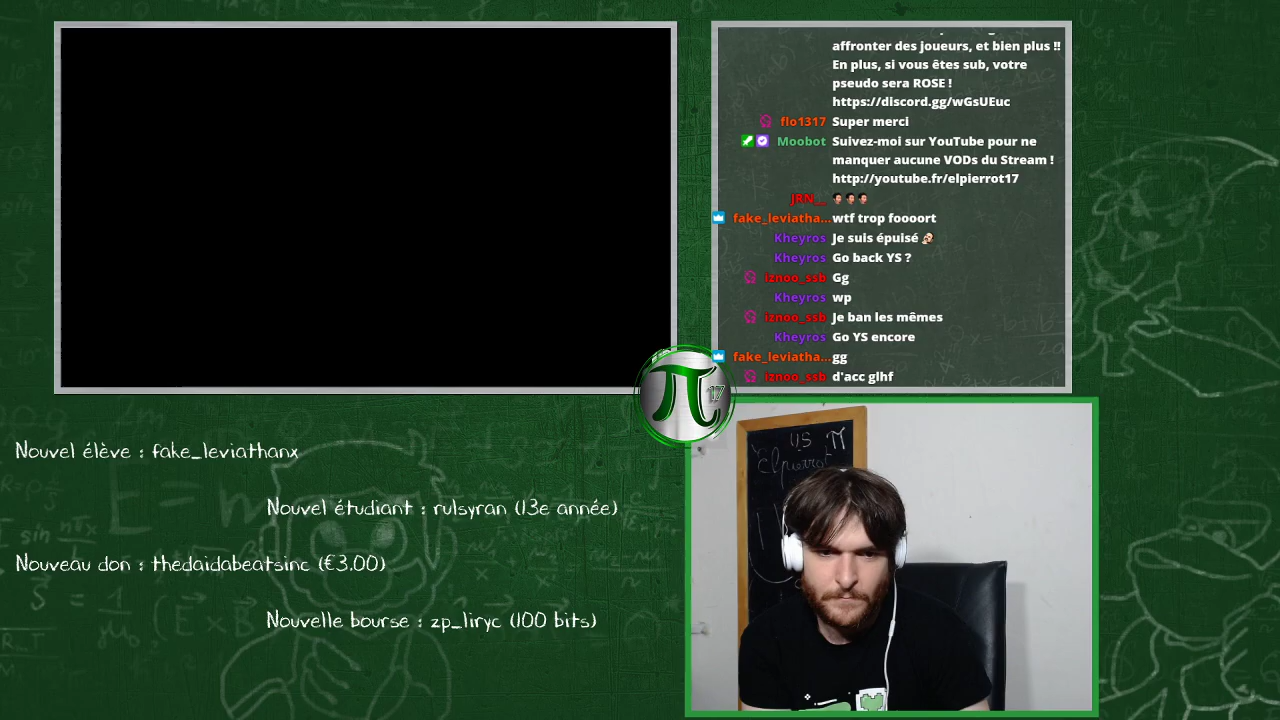 affronter des joueurs, et bien plus !!
En plus, si vous êtes sub, votre
pseudo sera ROSE !
https://discord.gg/wGsUEuc
flo1317 Super merci
Moobot Suivez-moi sur YouTube pour ne
manquer aucune VODs du Stream !
http://youtube.fr/elpierrot17
JRN__
fake_leviatha... wtf trop foooort
Kheyros Je suis épuisé
Kheyros Go back YS ?
iznoo_ssb Gg
Kheyros wp
iznoo_ssb Je ban les mêmes
Kheyros Go YS encore
fake_leviatha... gg
iznoo_ssb d'acc glhf
π 17
Nouvel élève : fake_leviathanx
Nouvel étudiant : rulsyran (13e année)
Nouveau don : thedaidabeatsinc (€3.00)
Nouvelle bourse : zp_liryc (100 bits)
YS
Elpierrot